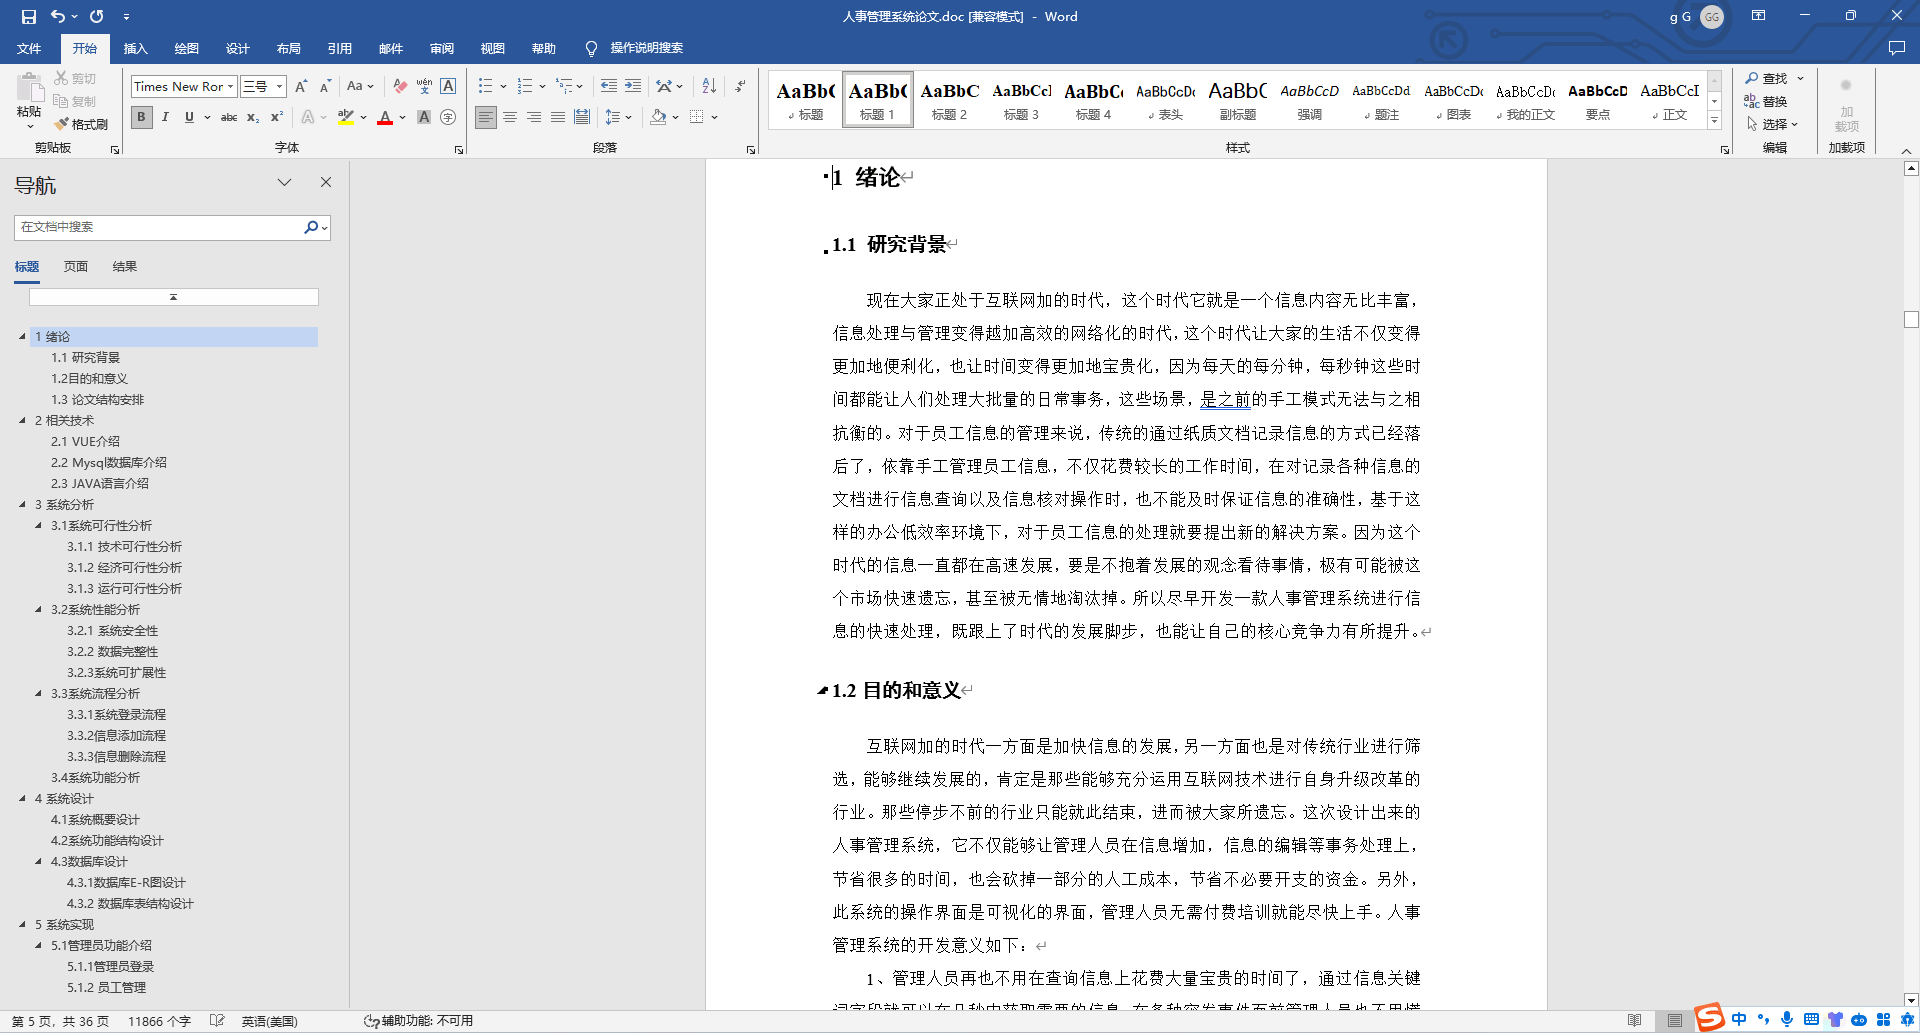 人事管理系统论文.doc [兼容模式] - Word
g G
GG
文件 开始 插入 绘图 设计 布局 引用 邮件 审阅 视图 帮助 操作说明搜索
粘贴
剪切
复制
格式刷
剪贴板
Times New Ror 三号
字体
段落
AaBbC 标题
AaBbC 标题 1
AaBbC 标题 2
AaBbCcl 标题 3
AaBbCc 标题 4
AaBbCcDc 表头
AaBbC 副标题
AaBbCcD 强调
AaBbCcDd 题注
AaBbCcDc 图表
AaBbCcDc 我的正文
AaBbCcD 要点
AaBbCcI 正文
样式
查找
替换
选择
编辑
加载项
加载项
导航
在文档中搜索
标题 页面 结果
1 绪论
1.1 研究背景
1.2目的和意义
1.3 论文结构安排
2 相关技术
2.1 VUE介绍
2.2 Mysql数据库介绍
2.3 JAVA语言介绍
3 系统分析
3.1系统可行性分析
3.1.1 技术可行性分析
3.1.2 经济可行性分析
3.1.3 运行可行性分析
3.2系统性能分析
3.2.1 系统安全性
3.2.2 数据完整性
3.2.3系统可扩展性
3.3系统流程分析
3.3.1系统登录流程
3.3.2信息添加流程
3.3.3信息删除流程
3.4系统功能分析
4 系统设计
4.1系统概要设计
4.2系统功能结构设计
4.3数据库设计
4.3.1数据库E-R图设计
4.3.2 数据库表结构设计
5 系统实现
5.1管理员功能介绍
5.1.1管理员登录
5.1.2 员工管理
1 绪论
1.1 研究背景
现在大家正处于互联网加的时代，这个时代它就是一个信息内容无比丰富，
信息处理与管理变得越加高效的网络化的时代，这个时代让大家的生活不仅变得
更加地便利化，也让时间变得更加地宝贵化，因为每天的每分钟，每秒钟这些时
间都能让人们处理大批量的日常事务，这些场景，是之前的手工模式无法与之相
抗衡的。对于员工信息的管理来说，传统的通过纸质文档记录信息的方式已经落
后了，依靠手工管理员工信息，不仅花费较长的工作时间，在对记录各种信息的
文档进行信息查询以及信息核对操作时，也不能及时保证信息的准确性，基于这
样的办公低效率环境下，对于员工信息的处理就要提出新的解决方案。因为这个
时代的信息一直都在高速发展，要是不抱着发展的观念看待事情，极有可能被这
个市场快速遗忘，甚至被无情地淘汰掉。所以尽早开发一款人事管理系统进行信
息的快速处理，既跟上了时代的发展脚步，也能让自己的核心竞争力有所提升。
1.2 目的和意义
互联网加的时代一方面是加快信息的发展，另一方面也是对传统行业进行筛
选，能够继续发展的，肯定是那些能够充分运用互联网技术进行自身升级改革的
行业。那些停步不前的行业只能就此结束，进而被大家所遗忘。这次设计出来的
人事管理系统，它不仅能够让管理人员在信息增加，信息的编辑等事务处理上，
节省很多的时间，也会砍掉一部分的人工成本，节省不必要开支的资金。另外，
此系统的操作界面是可视化的界面，管理人员无需付费培训就能尽快上手。人事
管理系统的开发意义如下：
1、管理人员再也不用在查询信息上花费大量宝贵的时间了，通过信息关键
词字段就可以在几秒内获取需要的信息，在各种突发事件面前管理人员也不用慌
第 5 页，共 36 页 11866 个字 英语(美国) 辅助功能: 不可用
中